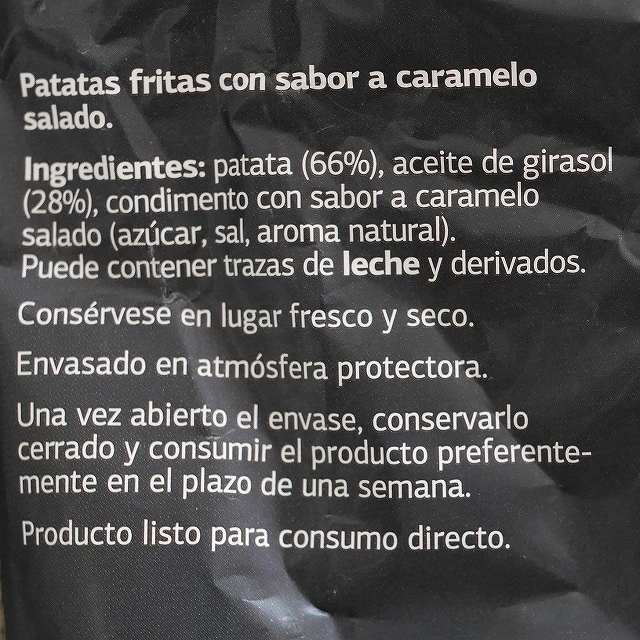 Patatas fritas con sabor a caramelo
salado.
Ingredientes: patata (66%), aceite de girasol
(28%), condimento con sabor a caramelo
salado (azúcar, sal, aroma natural).
Puede contener trazas de leche y derivados.
Consérvese en lugar fresco y seco.
Envasado en atmósfera protectora.
Una vez abierto el envase, conservarlo
cerrado y consumir el producto preferente-
mente en el plazo de una semana.
Producto listo para consumo directo.